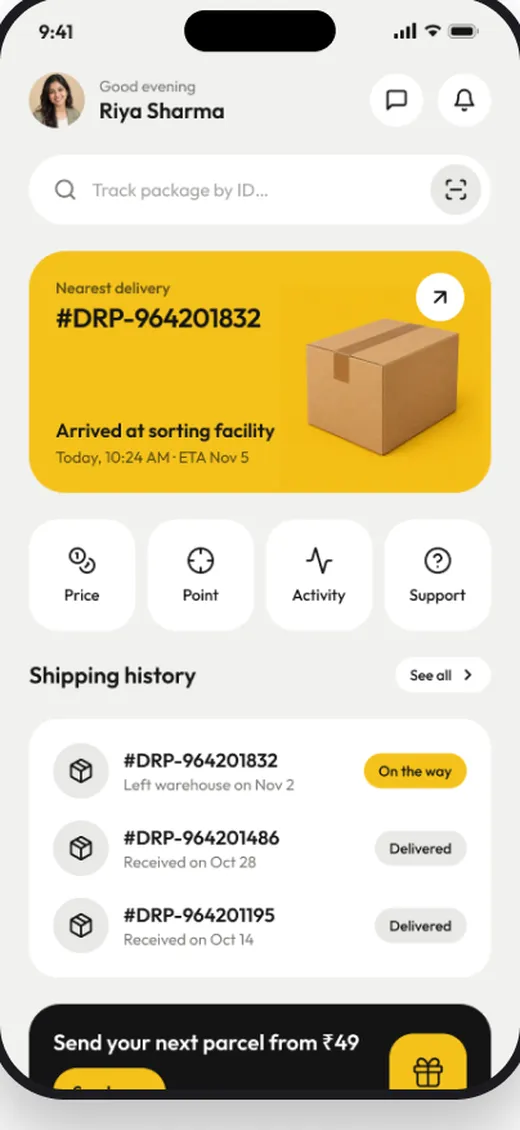 9:41
Good evening
Riya Sharma
Track package by ID...
Nearest delivery
#DRP-964201832
Arrived at sorting facility
Today, 10:24 AM · ETA Nov 5
Price
Point
Activity
Support
Shipping history
See all
#DRP-964201832
Left warehouse on Nov 2
On the way
#DRP-964201486
Received on Oct 28
Delivered
#DRP-964201195
Received on Oct 14
Delivered
Send your next parcel from ₹49